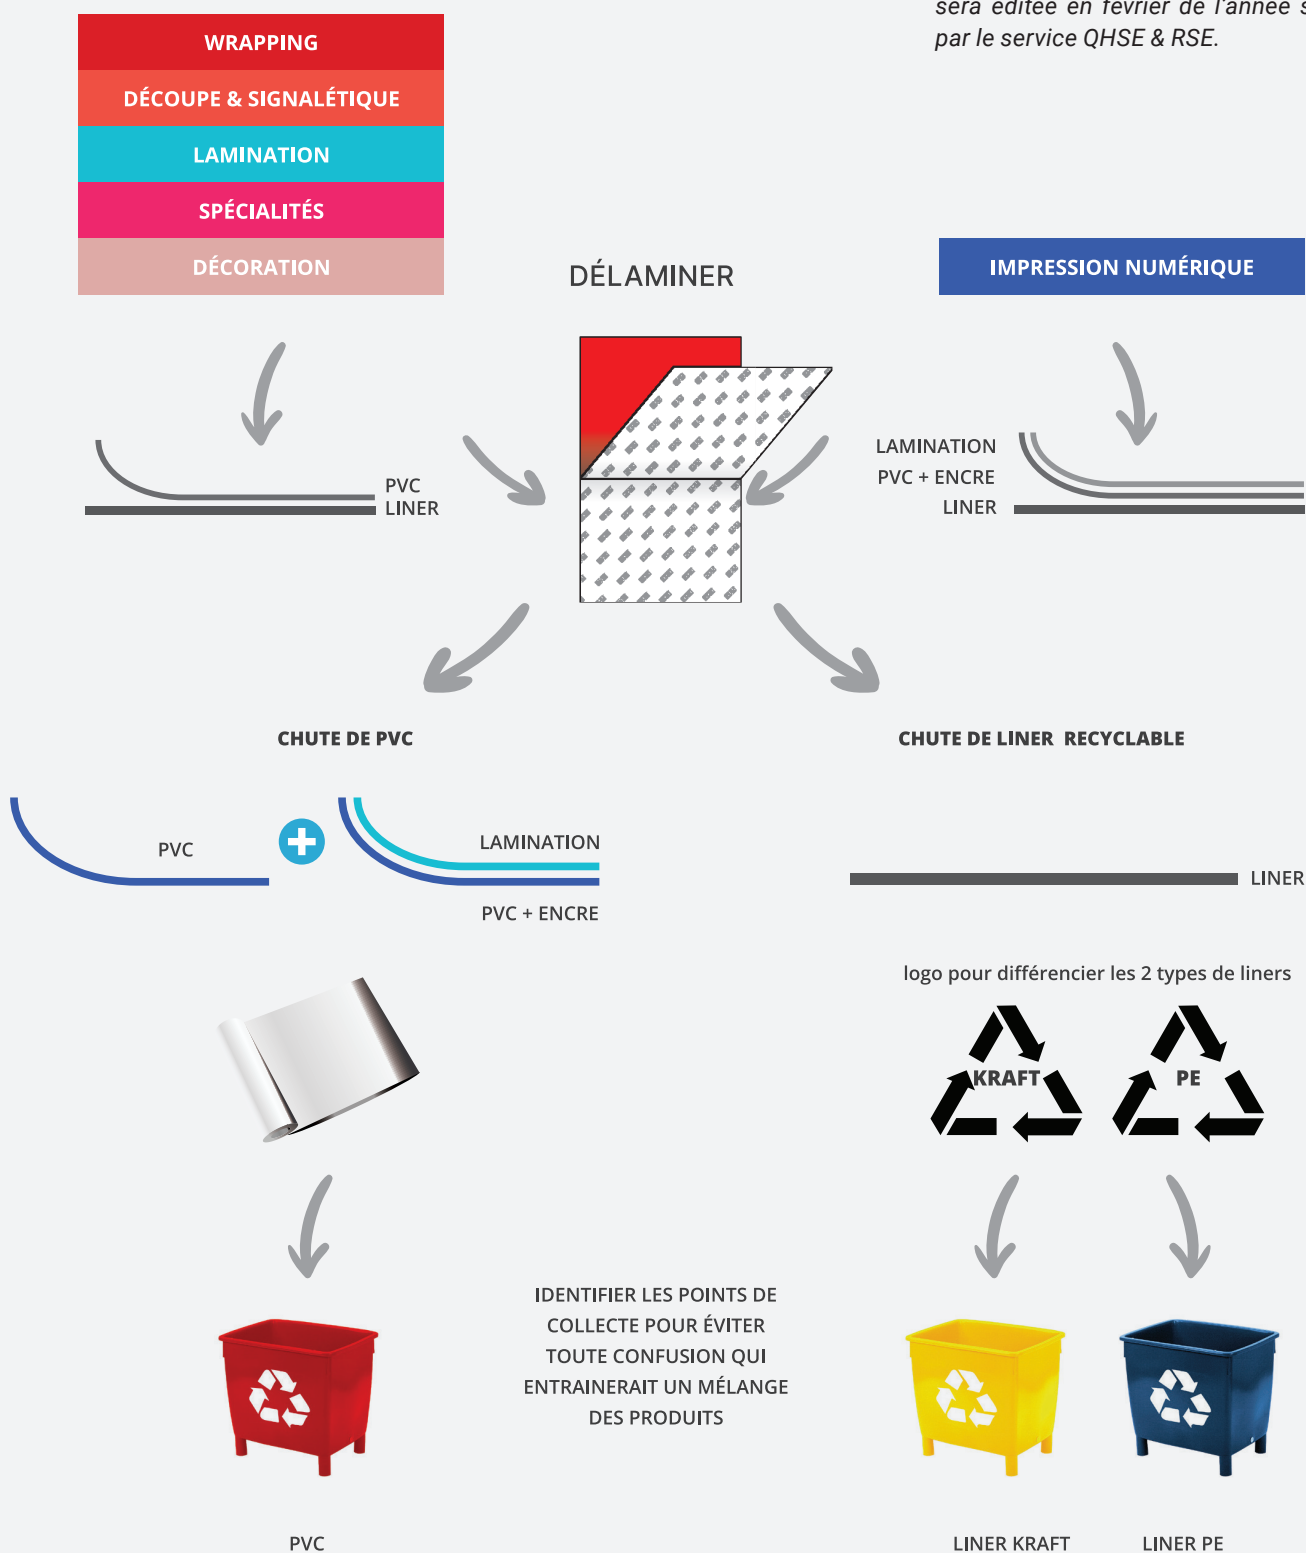 sera éditée en février de l'année
par le service QHSE & RSE.
WRAPPING
DÉCOUPE & SIGNALÉTIQUE
LAMINATION
SPÉCIALITÉS
DÉCORATION
DÉLAMINER
IMPRESSION NUMÉRIQUE
PVC
LINER
LAMINATION
PVC + ENCRE
LINER
CHUTE DE PVC
CHUTE DE LINER RECYCLABLE
PVC
LAMINATION
PVC + ENCRE
LINER
logo pour différencier les 2 types de liners
KRAFT
PE
IDENTIFIER LES POINTS DE
COLLECTE POUR ÉVITER
TOUTE CONFUSION QUI
ENTRAINERAIT UN MÉLANGE
DES PRODUITS
PVC
LINER KRAFT
LINER PE